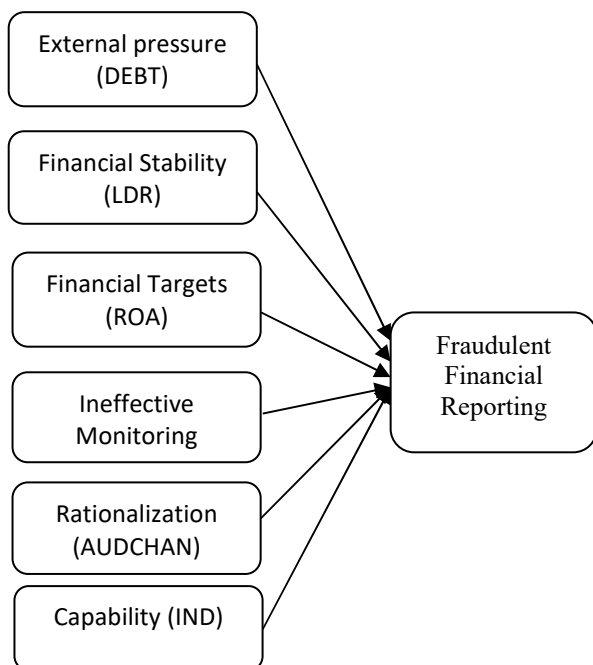 External pressure
(DEBT)
Financial Stability
(LDR)
Financial Targets
(ROA)
Ineffective
Monitoring
Rationalization
(AUDCHAN)
Capability (IND)
Fraudulent
Financial
Reporting